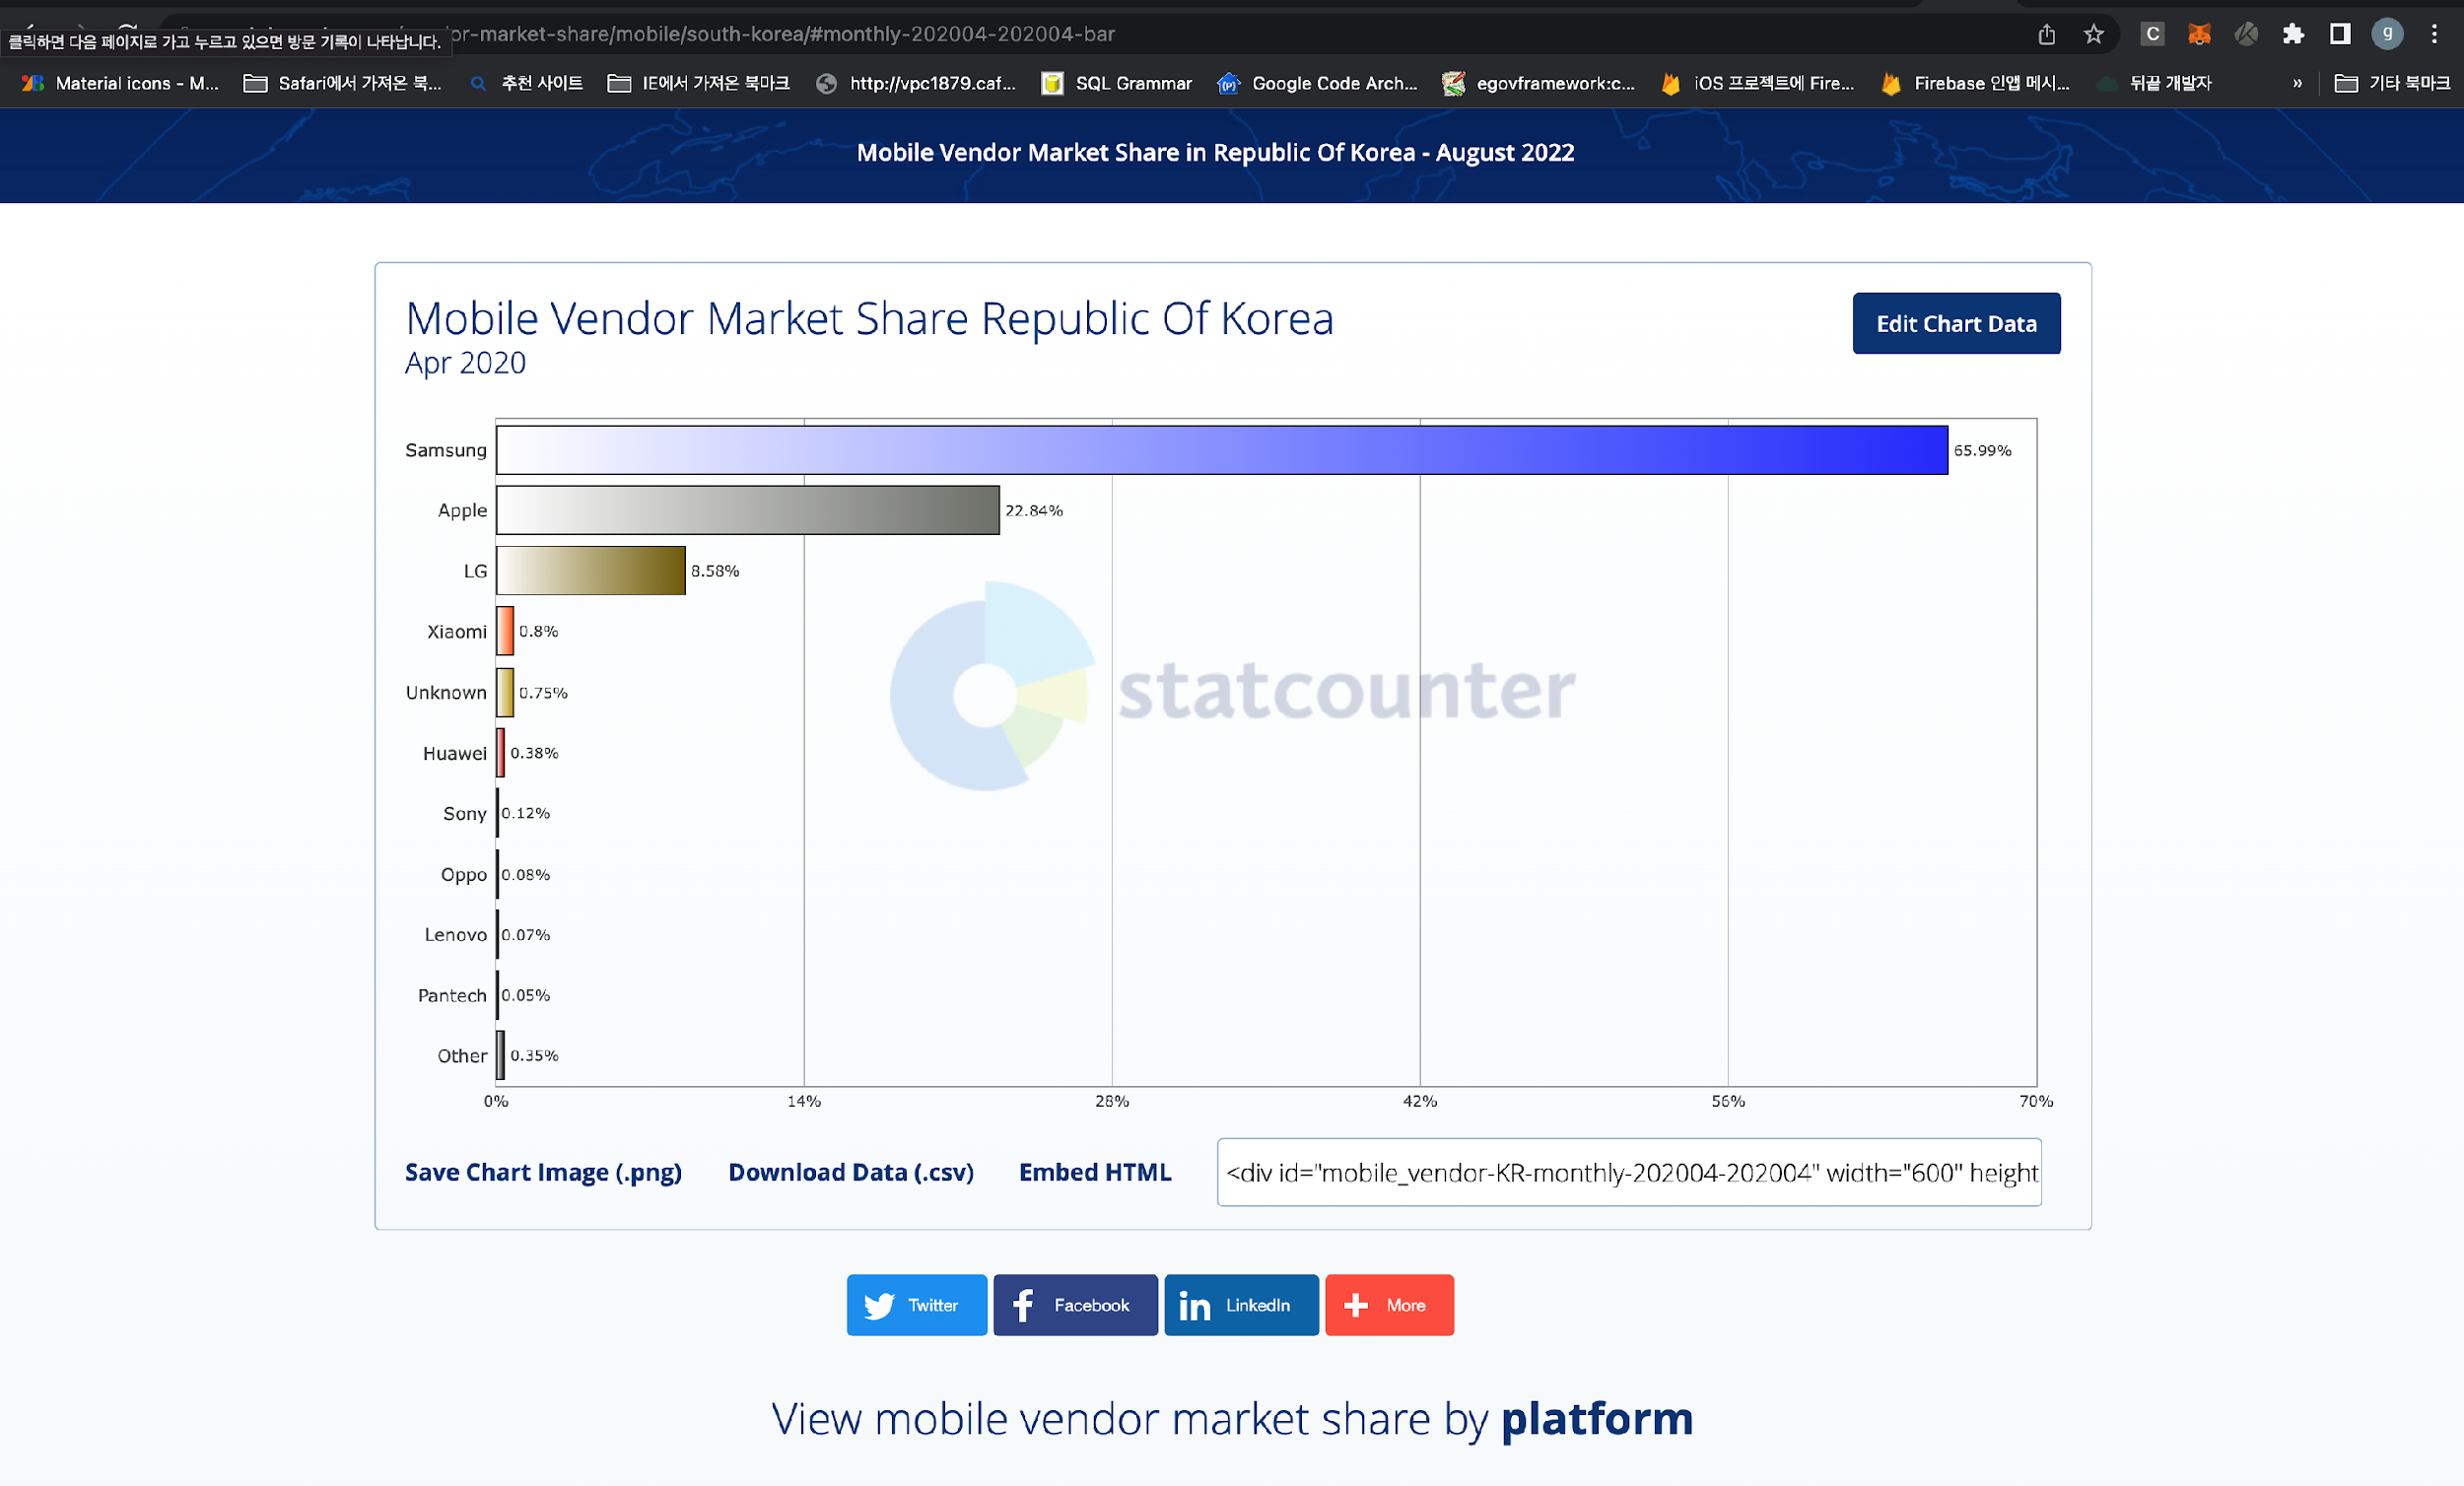 클릭하면 다음 페이지로 가고 누르고 있으면 방문 기록이 나타납니다.
or-market-share/mobile/south-korea/#monthly-202004-202004-bar
C
g
Material icons - M...
Safari에서 가져온 북...
추천 사이트
IE에서 가져온 북마크
http://vpc1879.caf...
SQL Grammar
Google Code Arch...
egovframework:c...
iOS 프로젝트에 Fire...
Firebase 인앱 메시...
뒤끝 개발자
»
기타 북마크
Mobile Vendor Market Share in Republic Of Korea - August 2022
Mobile Vendor Market Share Republic Of Korea
Apr 2020
Edit Chart Data
Samsung 65.99%
Apple 22.84%
LG 8.58%
Xiaomi 0.8%
Unknown 0.75%
Huawei 0.38%
Sony 0.12%
Oppo 0.08%
Lenovo 0.07%
Pantech 0.05%
Other 0.35%
statcounter
0% 14% 28% 42% 56% 70%
Save Chart Image (.png)
Download Data (.csv)
Embed HTML
<div id="mobile_vendor-KR-monthly-202004-202004" width="600" height
Twitter
Facebook
LinkedIn
More
View mobile vendor market share by platform